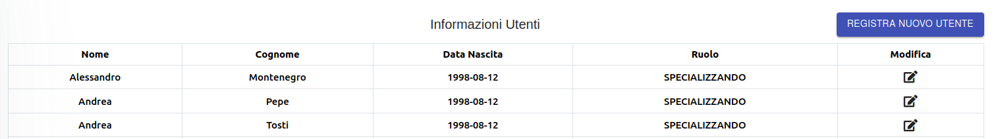 Informazioni Utenti
REGISTRA NUOVO UTENTE
Nome Cognome Data Nascita Ruolo Modifica
Alessandro Montenegro 1998-08-12 SPECIALIZZANDO
Andrea Pepe 1998-08-12 SPECIALIZZANDO
Andrea Tosti 1998-08-12 SPECIALIZZANDO